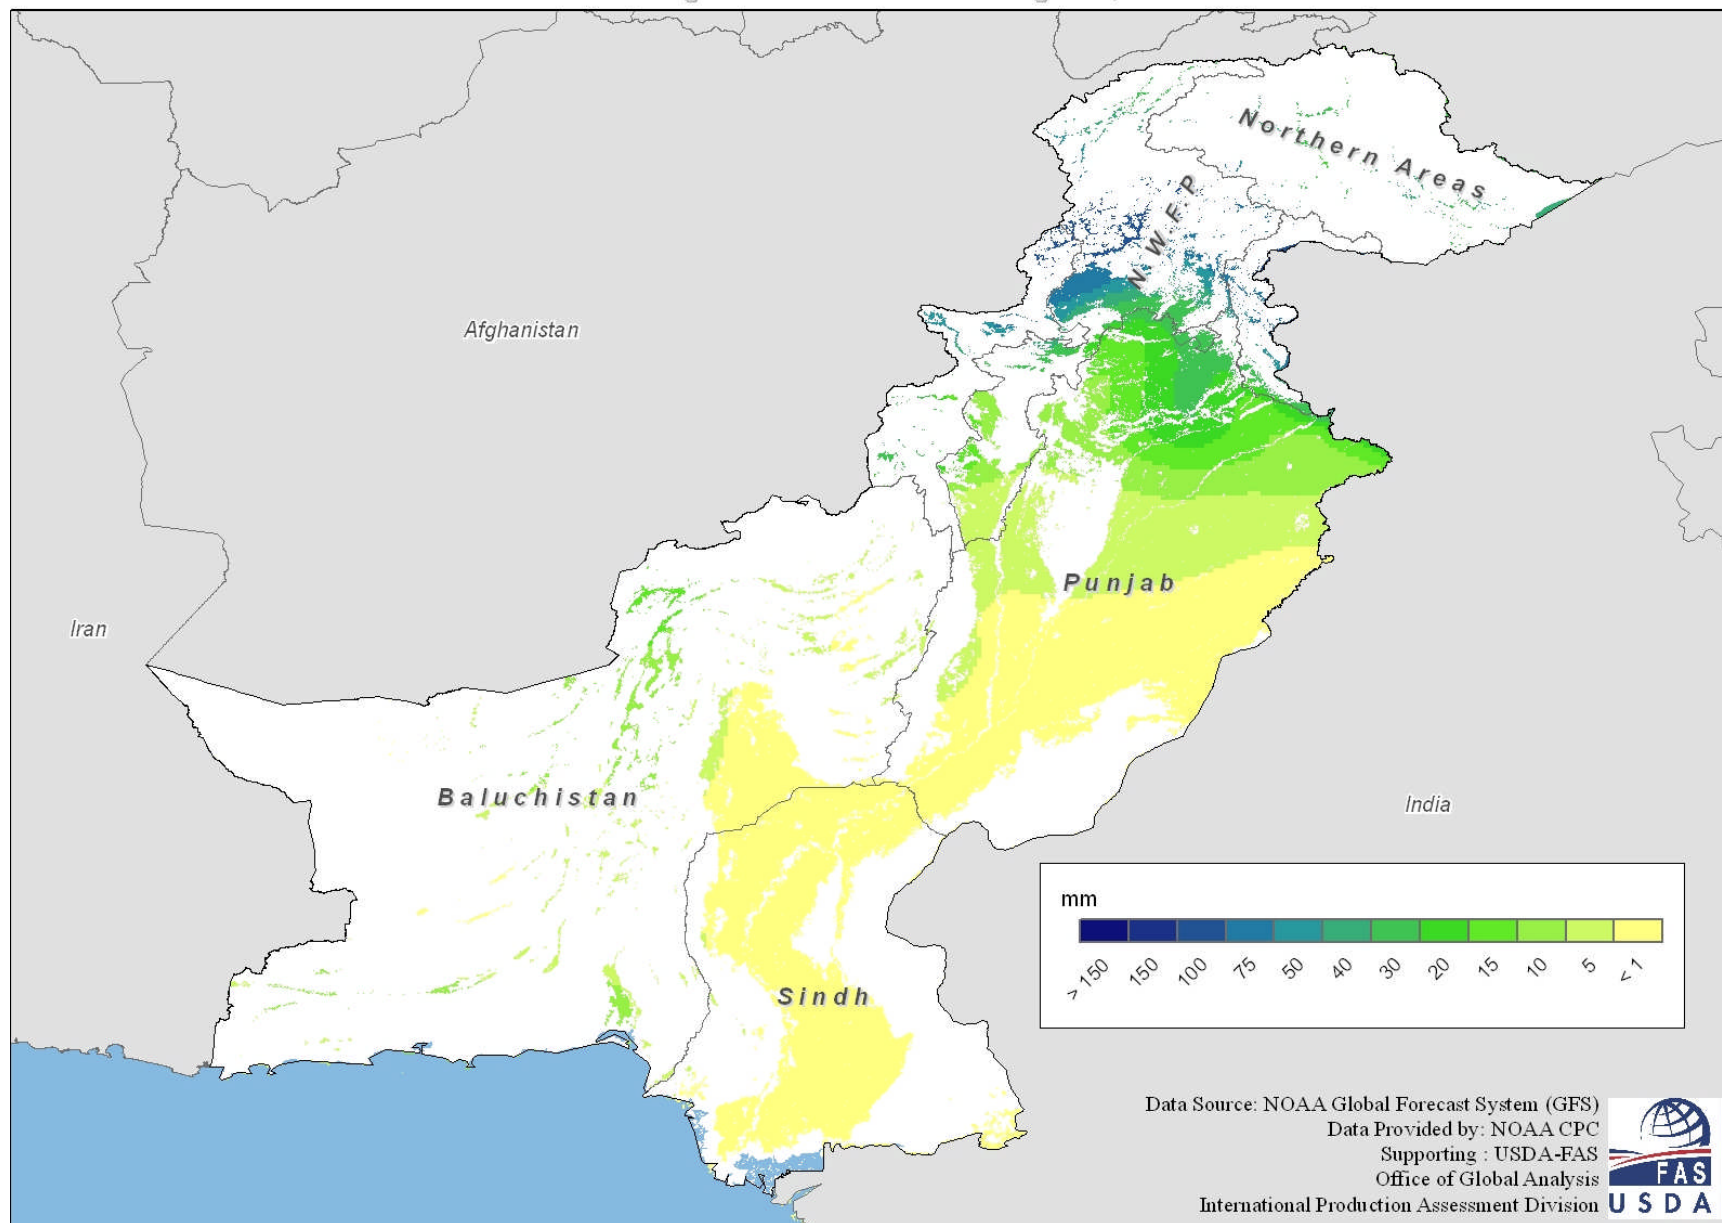 Northern Areas
N.W.F.P
Afghanistan
Punjab
Iran
Baluchistan
India
Sindh
mm
> 150
150
100
75
50
40
30
20
15
10
5
< 1
Data Source: NOAA Global Forecast System (GFS)
Data Provided by: NOAA CPC
Supporting : USDA-FAS
Office of Global Analysis
International Production Assessment Division
FAS
USDA